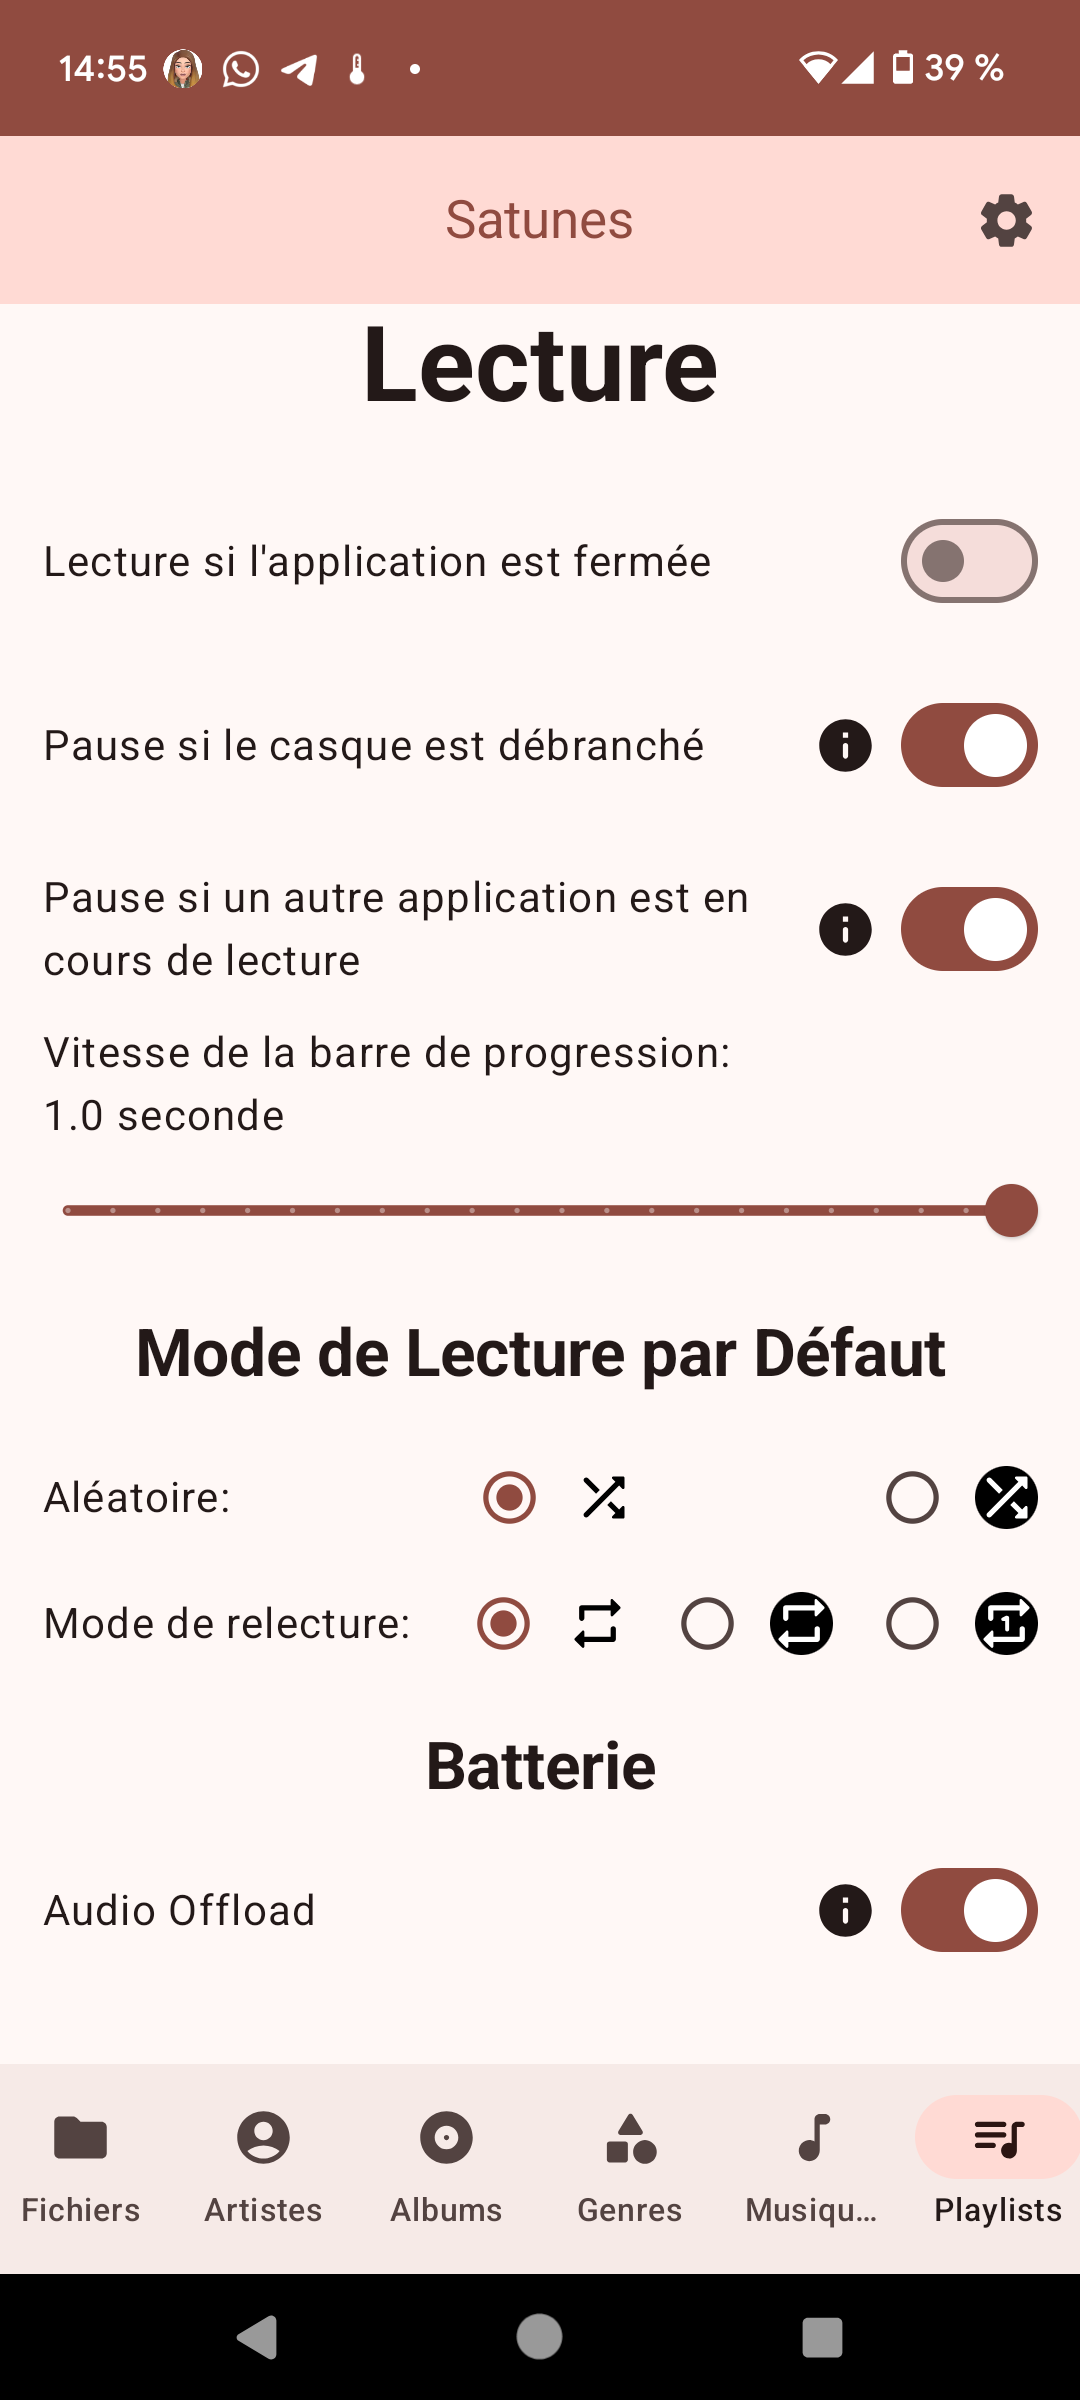 14:55
39 %
Satunes
Lecture
Lecture si l'application est fermée
Pause si le casque est débranché
Pause si un autre application est en
cours de lecture
Vitesse de la barre de progression:
1.0 seconde
Mode de Lecture par Défaut
Aléatoire:
Mode de relecture:
1
Batterie
Audio Offload
Fichiers
Artistes
Albums
Genres
Musiqu…
Playlists